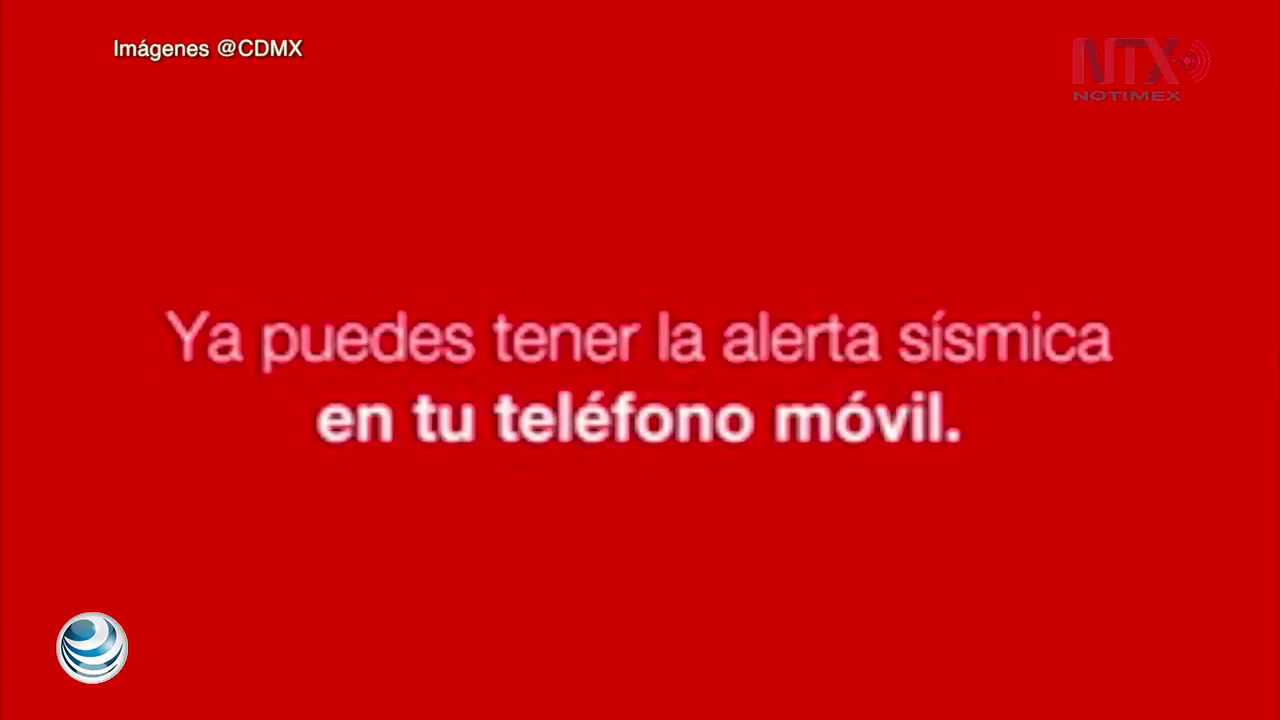 Imágenes @CDMX
NTX
NOTIMEX
Ya puedes tener la alerta sísmica
en tu teléfono móvil.